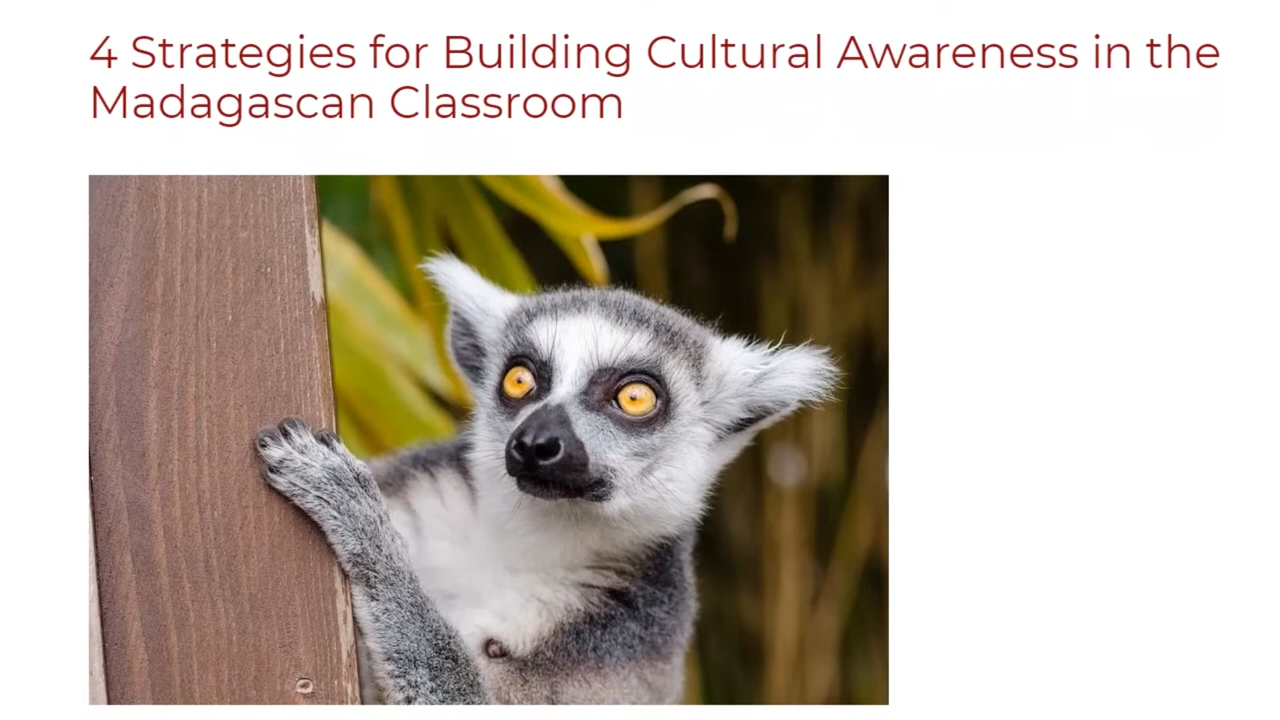 4 Strategies for Building Cultural Awareness in the
Madagascan Classroom